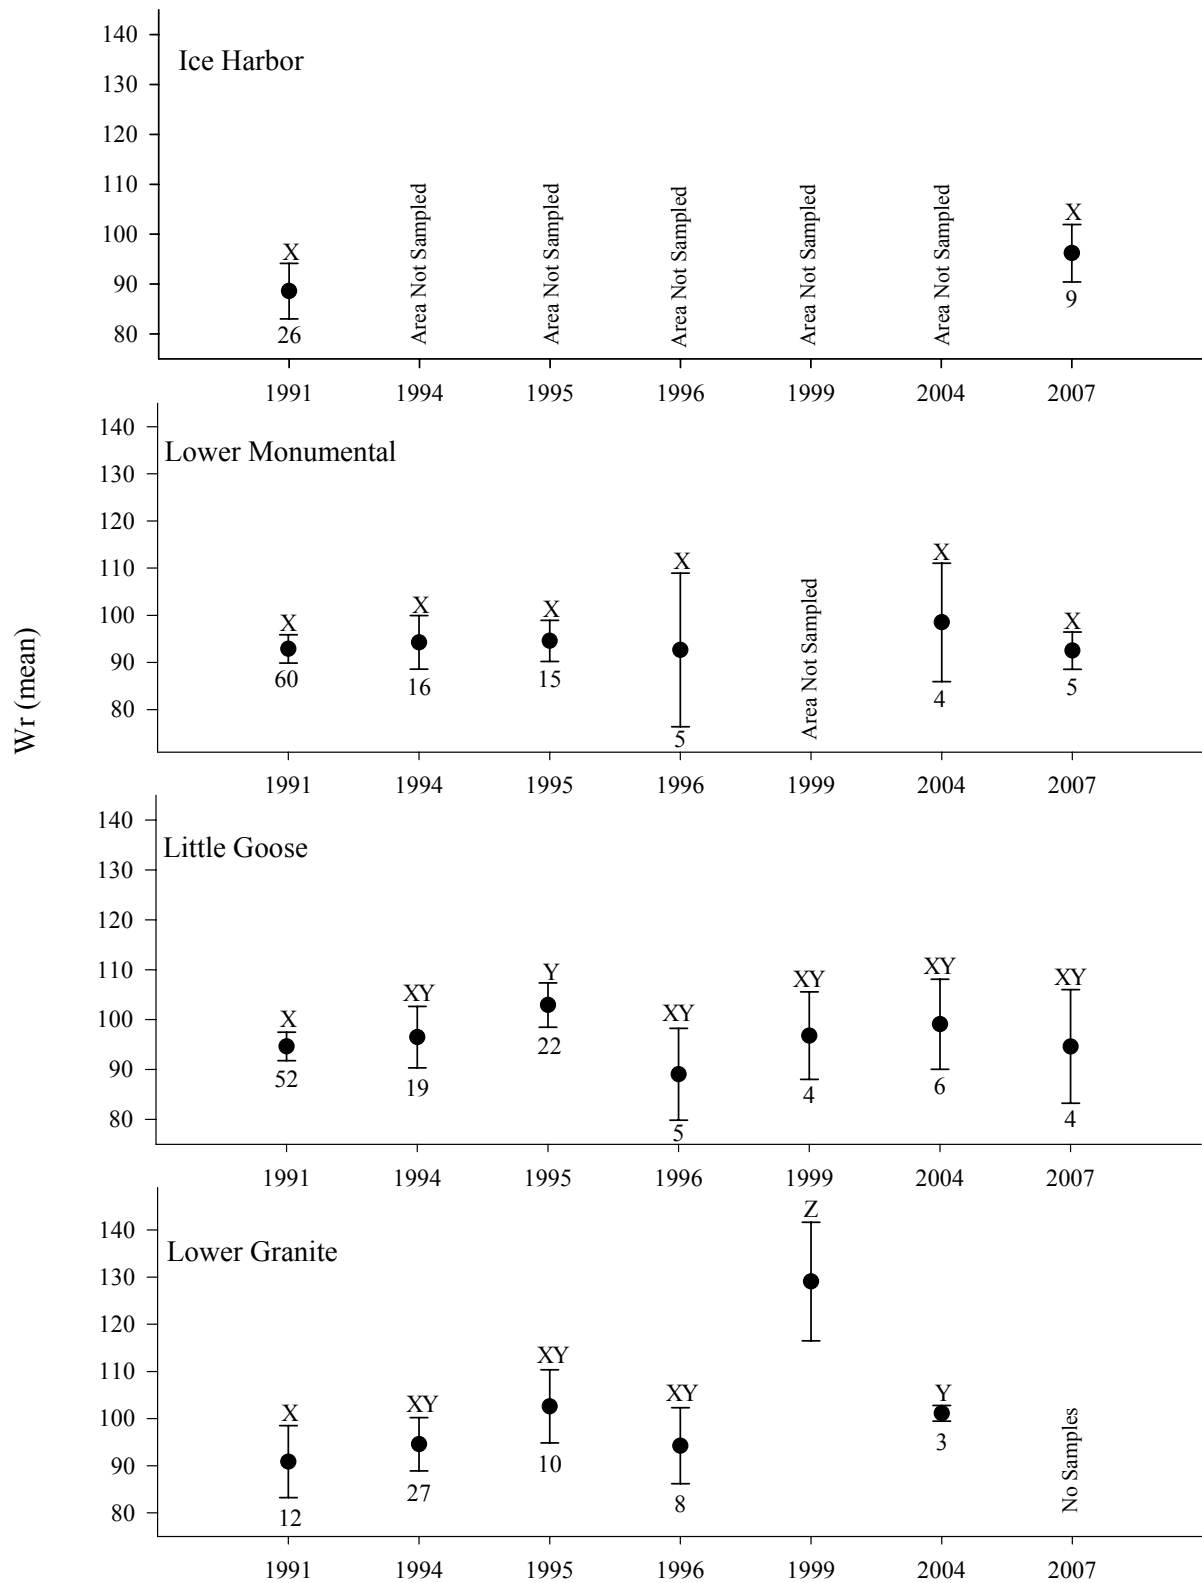 Wr (mean)
140
130
120
110
100
90
80
Ice Harbor
X
26
Area Not Sampled
Area Not Sampled
Area Not Sampled
Area Not Sampled
Area Not Sampled
X
9
1991 1994 1995 1996 1999 2004 2007
140
130
120
110
100
90
80
Lower Monumental
X
60
X
16
X
15
X
5
Area Not Sampled
X
4
X
5
1991 1994 1995 1996 1999 2004 2007
140
130
120
110
100
90
80
Little Goose
X
52
XY
19
Y
22
XY
5
XY
4
XY
6
XY
4
1991 1994 1995 1996 1999 2004 2007
140
130
120
110
100
90
80
Lower Granite
X
12
XY
27
XY
10
XY
8
Z
Y
3
No Samples
1991 1994 1995 1996 1999 2004 2007